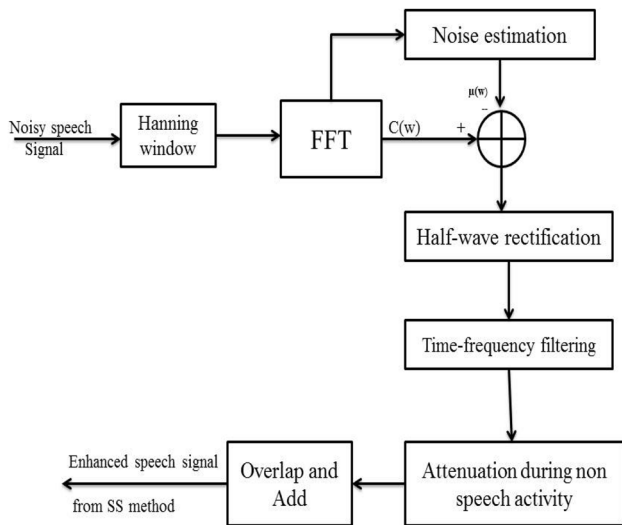 Noise estimation
μ(w)
--
Noisy speech
Signal
Hanning
window
FFT
C(w)
+
Half-wave rectification
Time-frequency filtering
Attenuation during non
speech activity
Overlap and
Add
Enhanced speech signal
from SS method